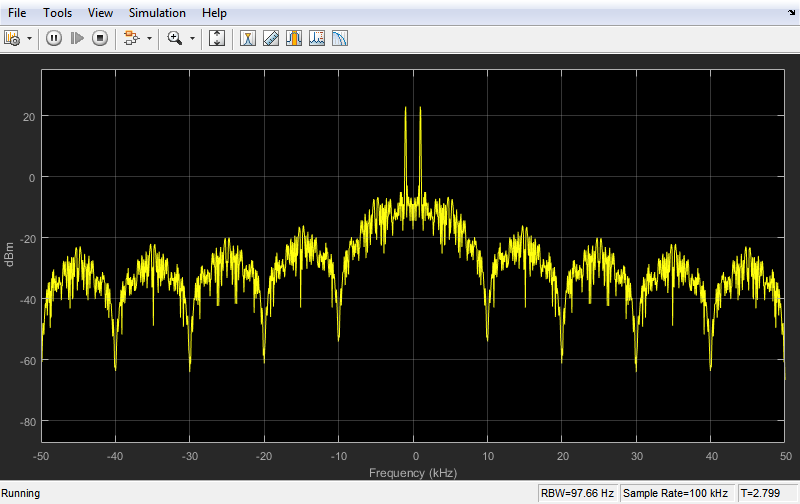 File Tools View Simulation Help
20
0
-20
-40
-60
-80
dBm
-50 -40 -30 -20 -10 0 10 20 30 40 50
Frequency (kHz)
Running RBW=97.66 Hz Sample Rate=100 kHz T=2.799